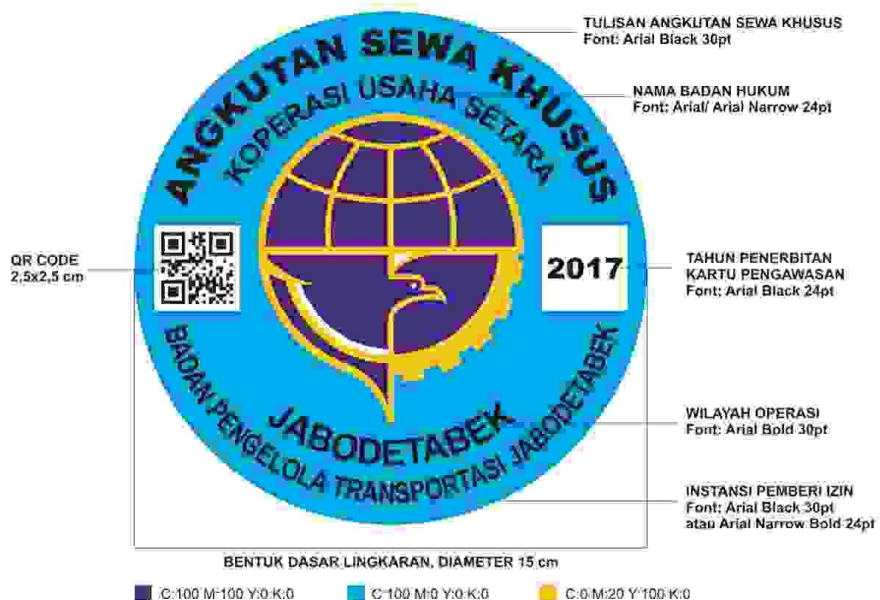 TULISAN ANGKUTAN SEWA KHUSUS
Font: Arial Black 30pt
NAMA BADAN HUKUM
Font: Arial/ Arial Narrow 24pt
ANGKUTAN SEWA KHUSUS
KOPERASI USAHA SETARA
QR CODE
2,5x2,5 cm
2017
TAHUN PENERBITAN
KARTU PENGAWASAN
Font: Arial Black 24pt
JABODETABEK
BADAN PENGELOLA TRANSPORTASI JABODETABEK
WILAYAH OPERASI
Font: Arial Bold 30pt
INSTANSI PEMBERI IZIN
Font: Arial Black 30pt
atau Arial Narrow Bold 24pt
BENTUK DASAR LINGKARAN, DIAMETER 15 cm
C:100 M:100 Y:0 K:0
C:100 M:0 Y:0 K:0
C:0 M:20 Y:100 K:0